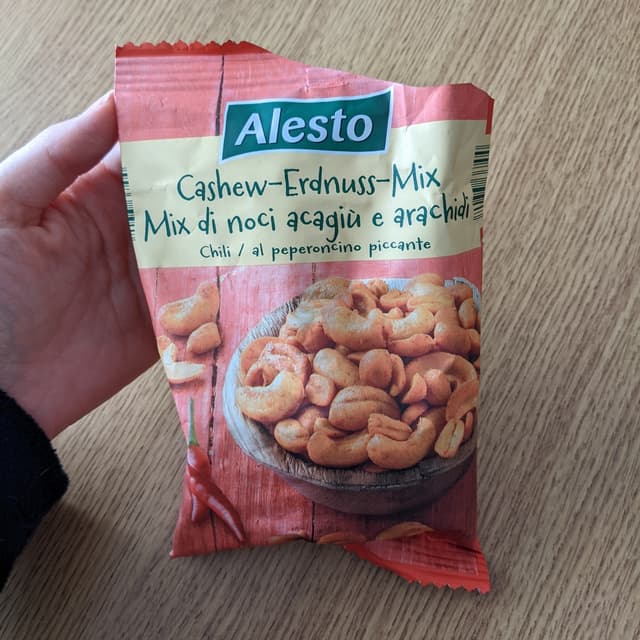 Alesto
Cashew-Erdnuss-Mix
Mix di noci acagiù e arachidi
Chili / al peperoncino piccante